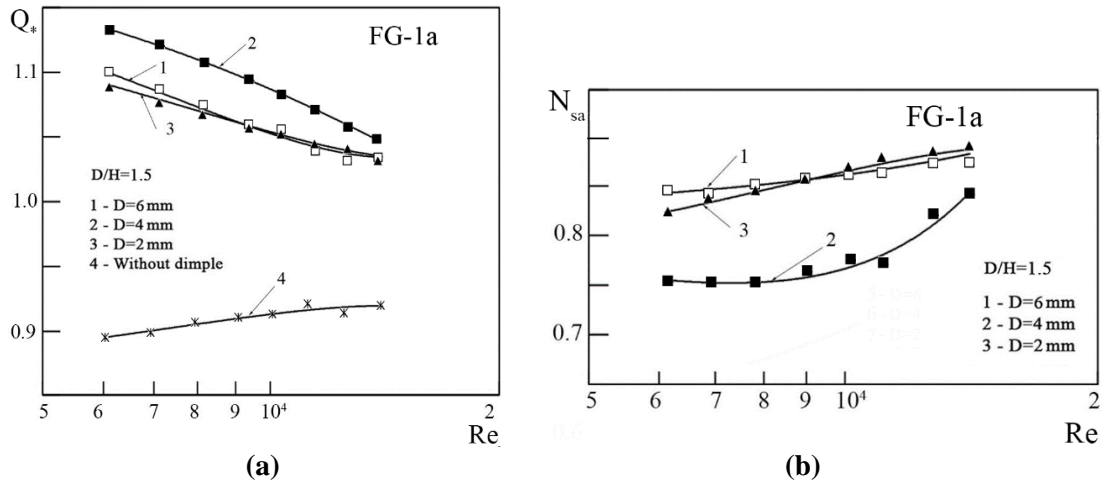 Q*
FG-1a
2
1
1.1
3
D/H=1.5
1.0
1 - D=6 mm
2 - D=4 mm
3 - D=2 mm
4 - Without dimple
4
0.9
5 6 7 8 9 10⁴ 2
Re
(a)
N sa
FG-1a
1
3
0.8
2
D/H=1.5
1 - D=6 mm
2 - D=4 mm
3 - D=2 mm
0.7
5 6 7 8 9 10⁴ 2
0.6
Re
(b)